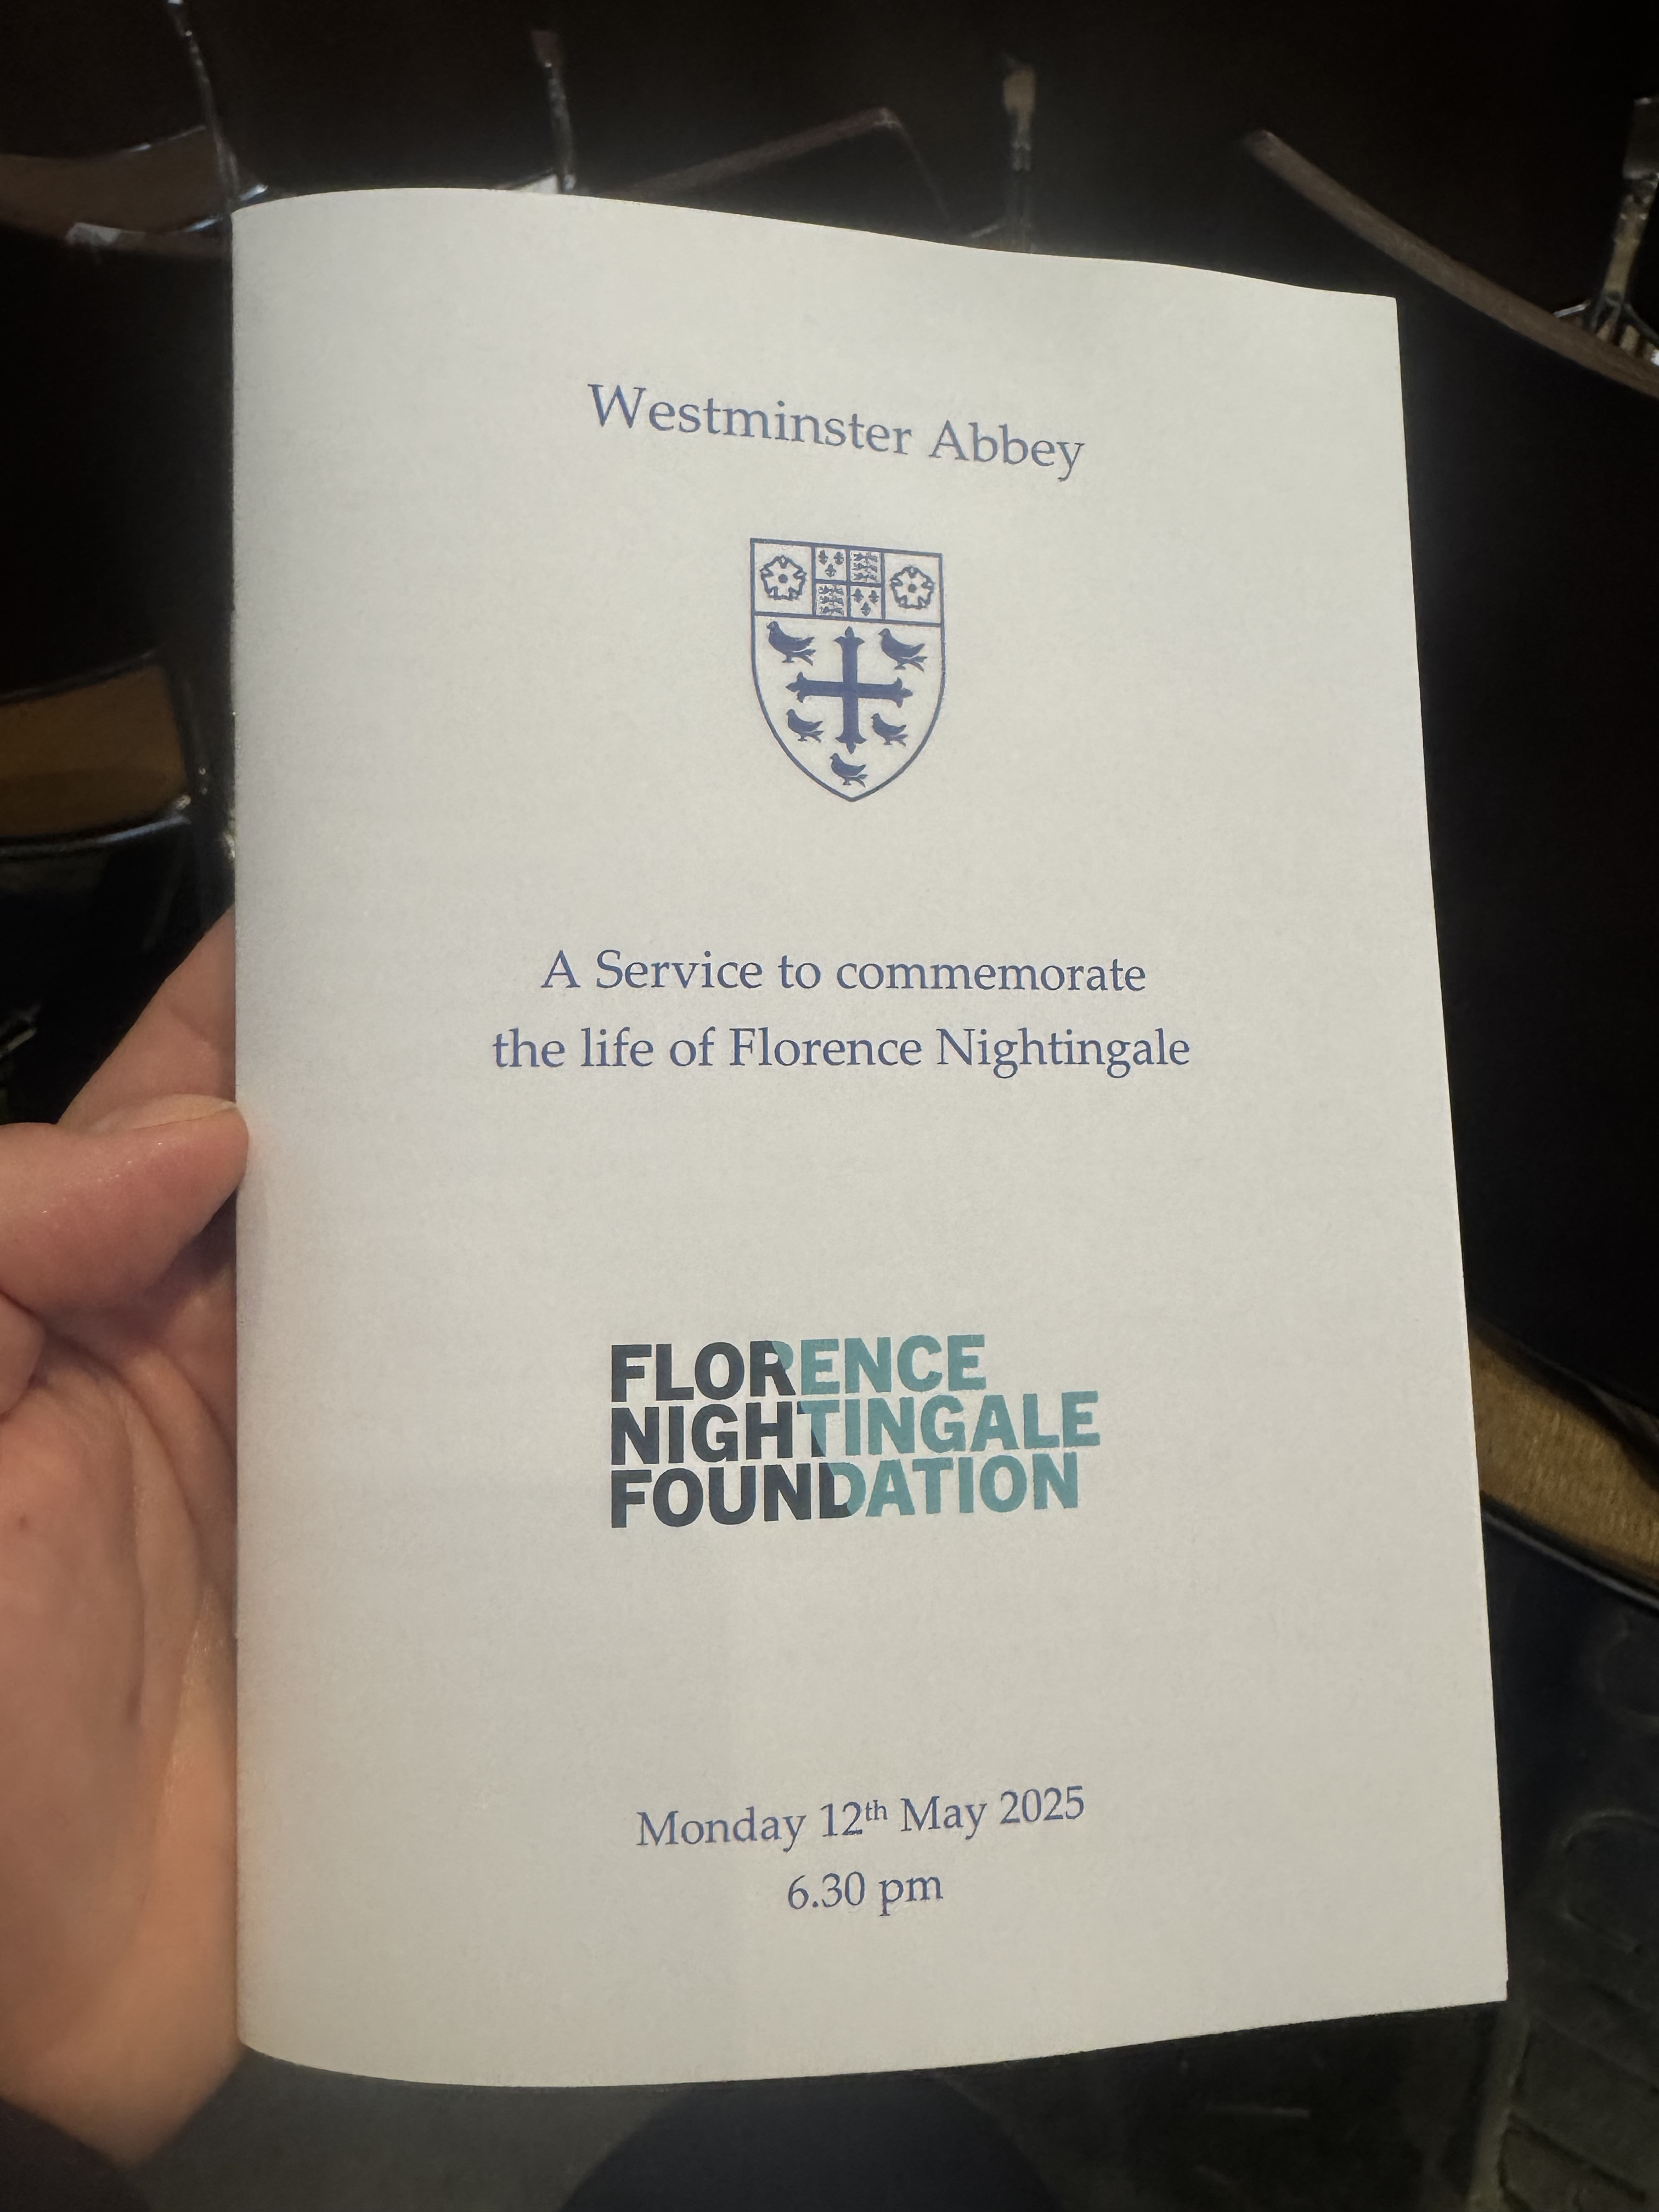 Westminster Abbey
A Service to commemorate
the life of Florence Nightingale
FLORENCE
NIGHTINGALE
FOUNDATION
Monday 12th May 2025
6.30 pm